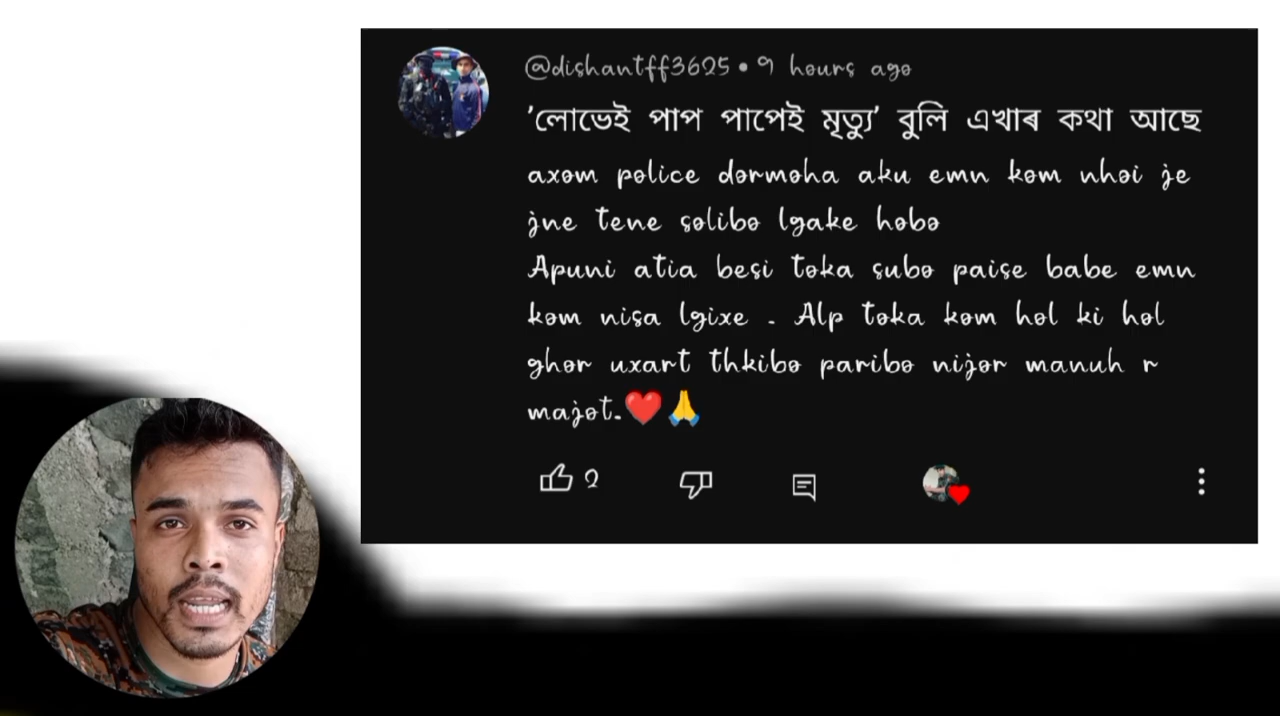 @dishantff3625 • 9 hours ago
'লোভেই পাপ পাপেই মৃত্যু' বুলি এখাৰ কথা আছে
axom police dormoha aku emn kom nhoi je
jne tene solibo lgake hobo
Apuni atia besi toka subo paise babe emn
kom nisa lgixe . Alp toka kom hol ki hol
ghor uxart thkibo paribo nijor manuh r
majot.❤️🙏
2